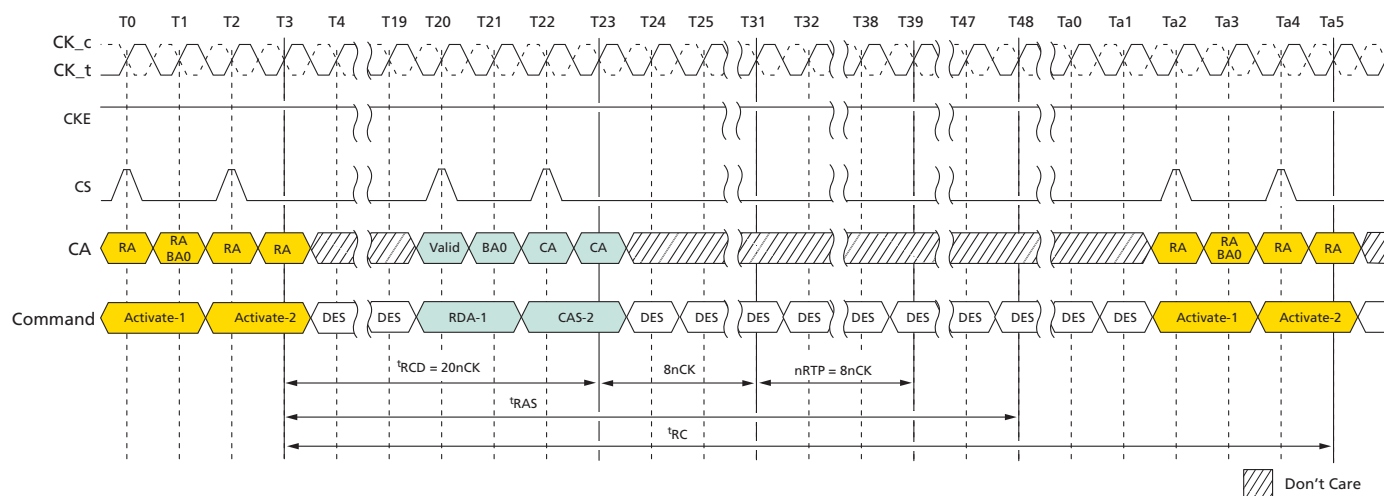 T0 T1 T2 T3 T4 T19 T20 T21 T22 T23 T24 T25 T31 T32 T38 T39 T47 T48 Ta0 Ta1 Ta2 Ta3 Ta4 Ta5
CK_c
CK_t
CKE
CS
CA RA RA BA0 RA RA Valid BA0 CA CA RA RA BA0 RA RA
Command Activate-1 Activate-2 DES DES RDA-1 CAS-2 DES DES DES DES DES DES DES DES DES DES Activate-1 Activate-2
tRCD = 20nCK 8nCK nRTP = 8nCK
tRAS
tRC
Don't Care